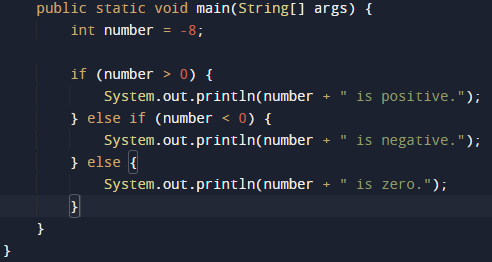 public static void main(String[] args) {
int number = -8;
if (number > 0) {
System.out.println(number + " is positive.");
} else if (number < 0) {
System.out.println(number + " is negative.");
} else {
System.out.println(number + " is zero.");
}
}
}